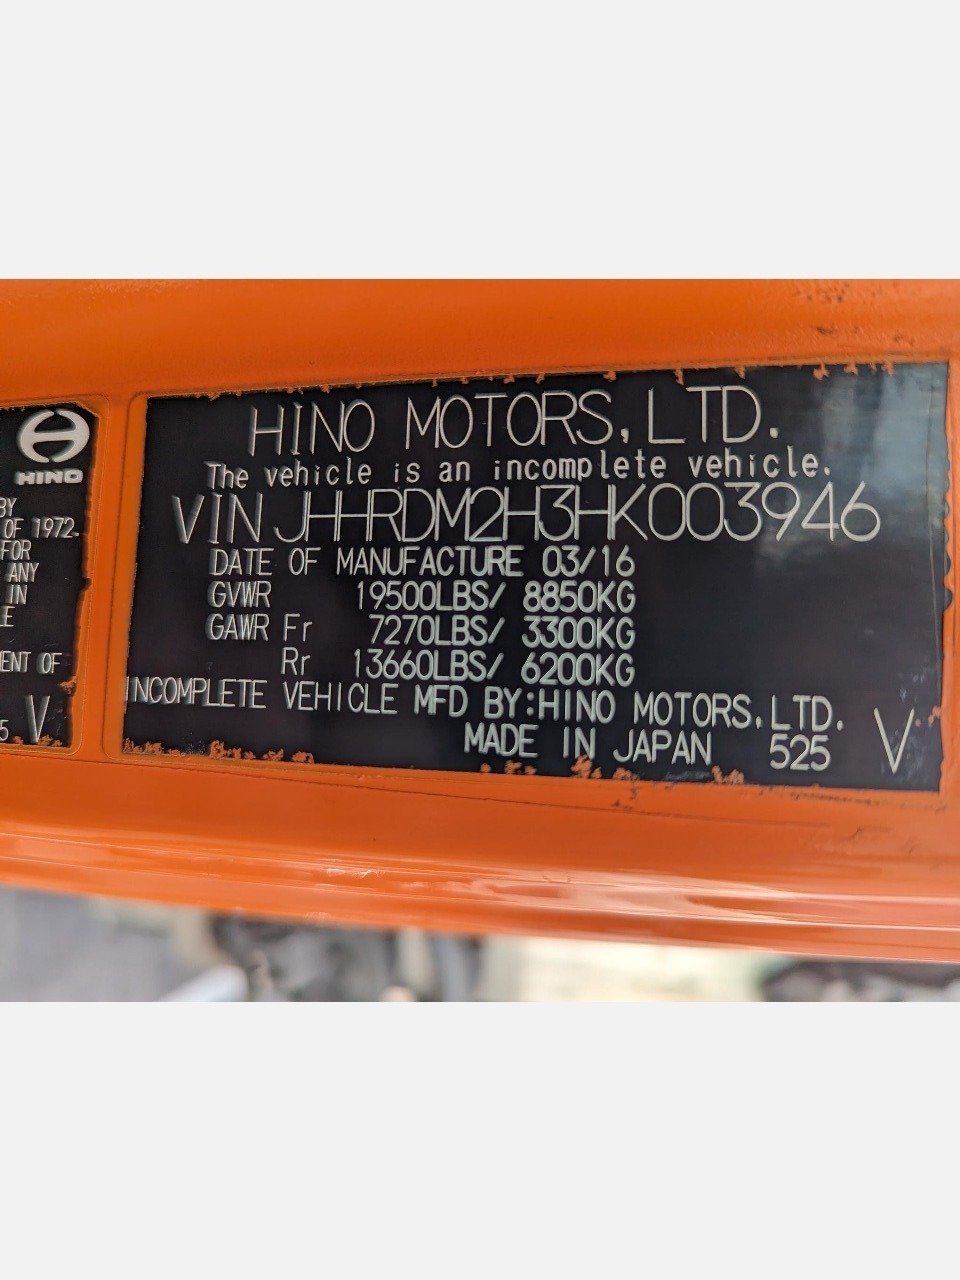 HINO
BY
OF 1972.
FOR
ANY
IN
LE
ENT OF
5 V
HINO MOTORS, LTD.
The vehicle is an incomplete vehicle.
VIN JHHRDM2H3HK003946
DATE OF MANUFACTURE 03/16
GVWR 19500LBS/ 8850KG
GAWR Fr 7270LBS/ 3300KG
Rr 13660LBS/ 6200KG
INCOMPLETE VEHICLE MFD BY:HINO MOTORS, LTD.
MADE IN JAPAN 525 V